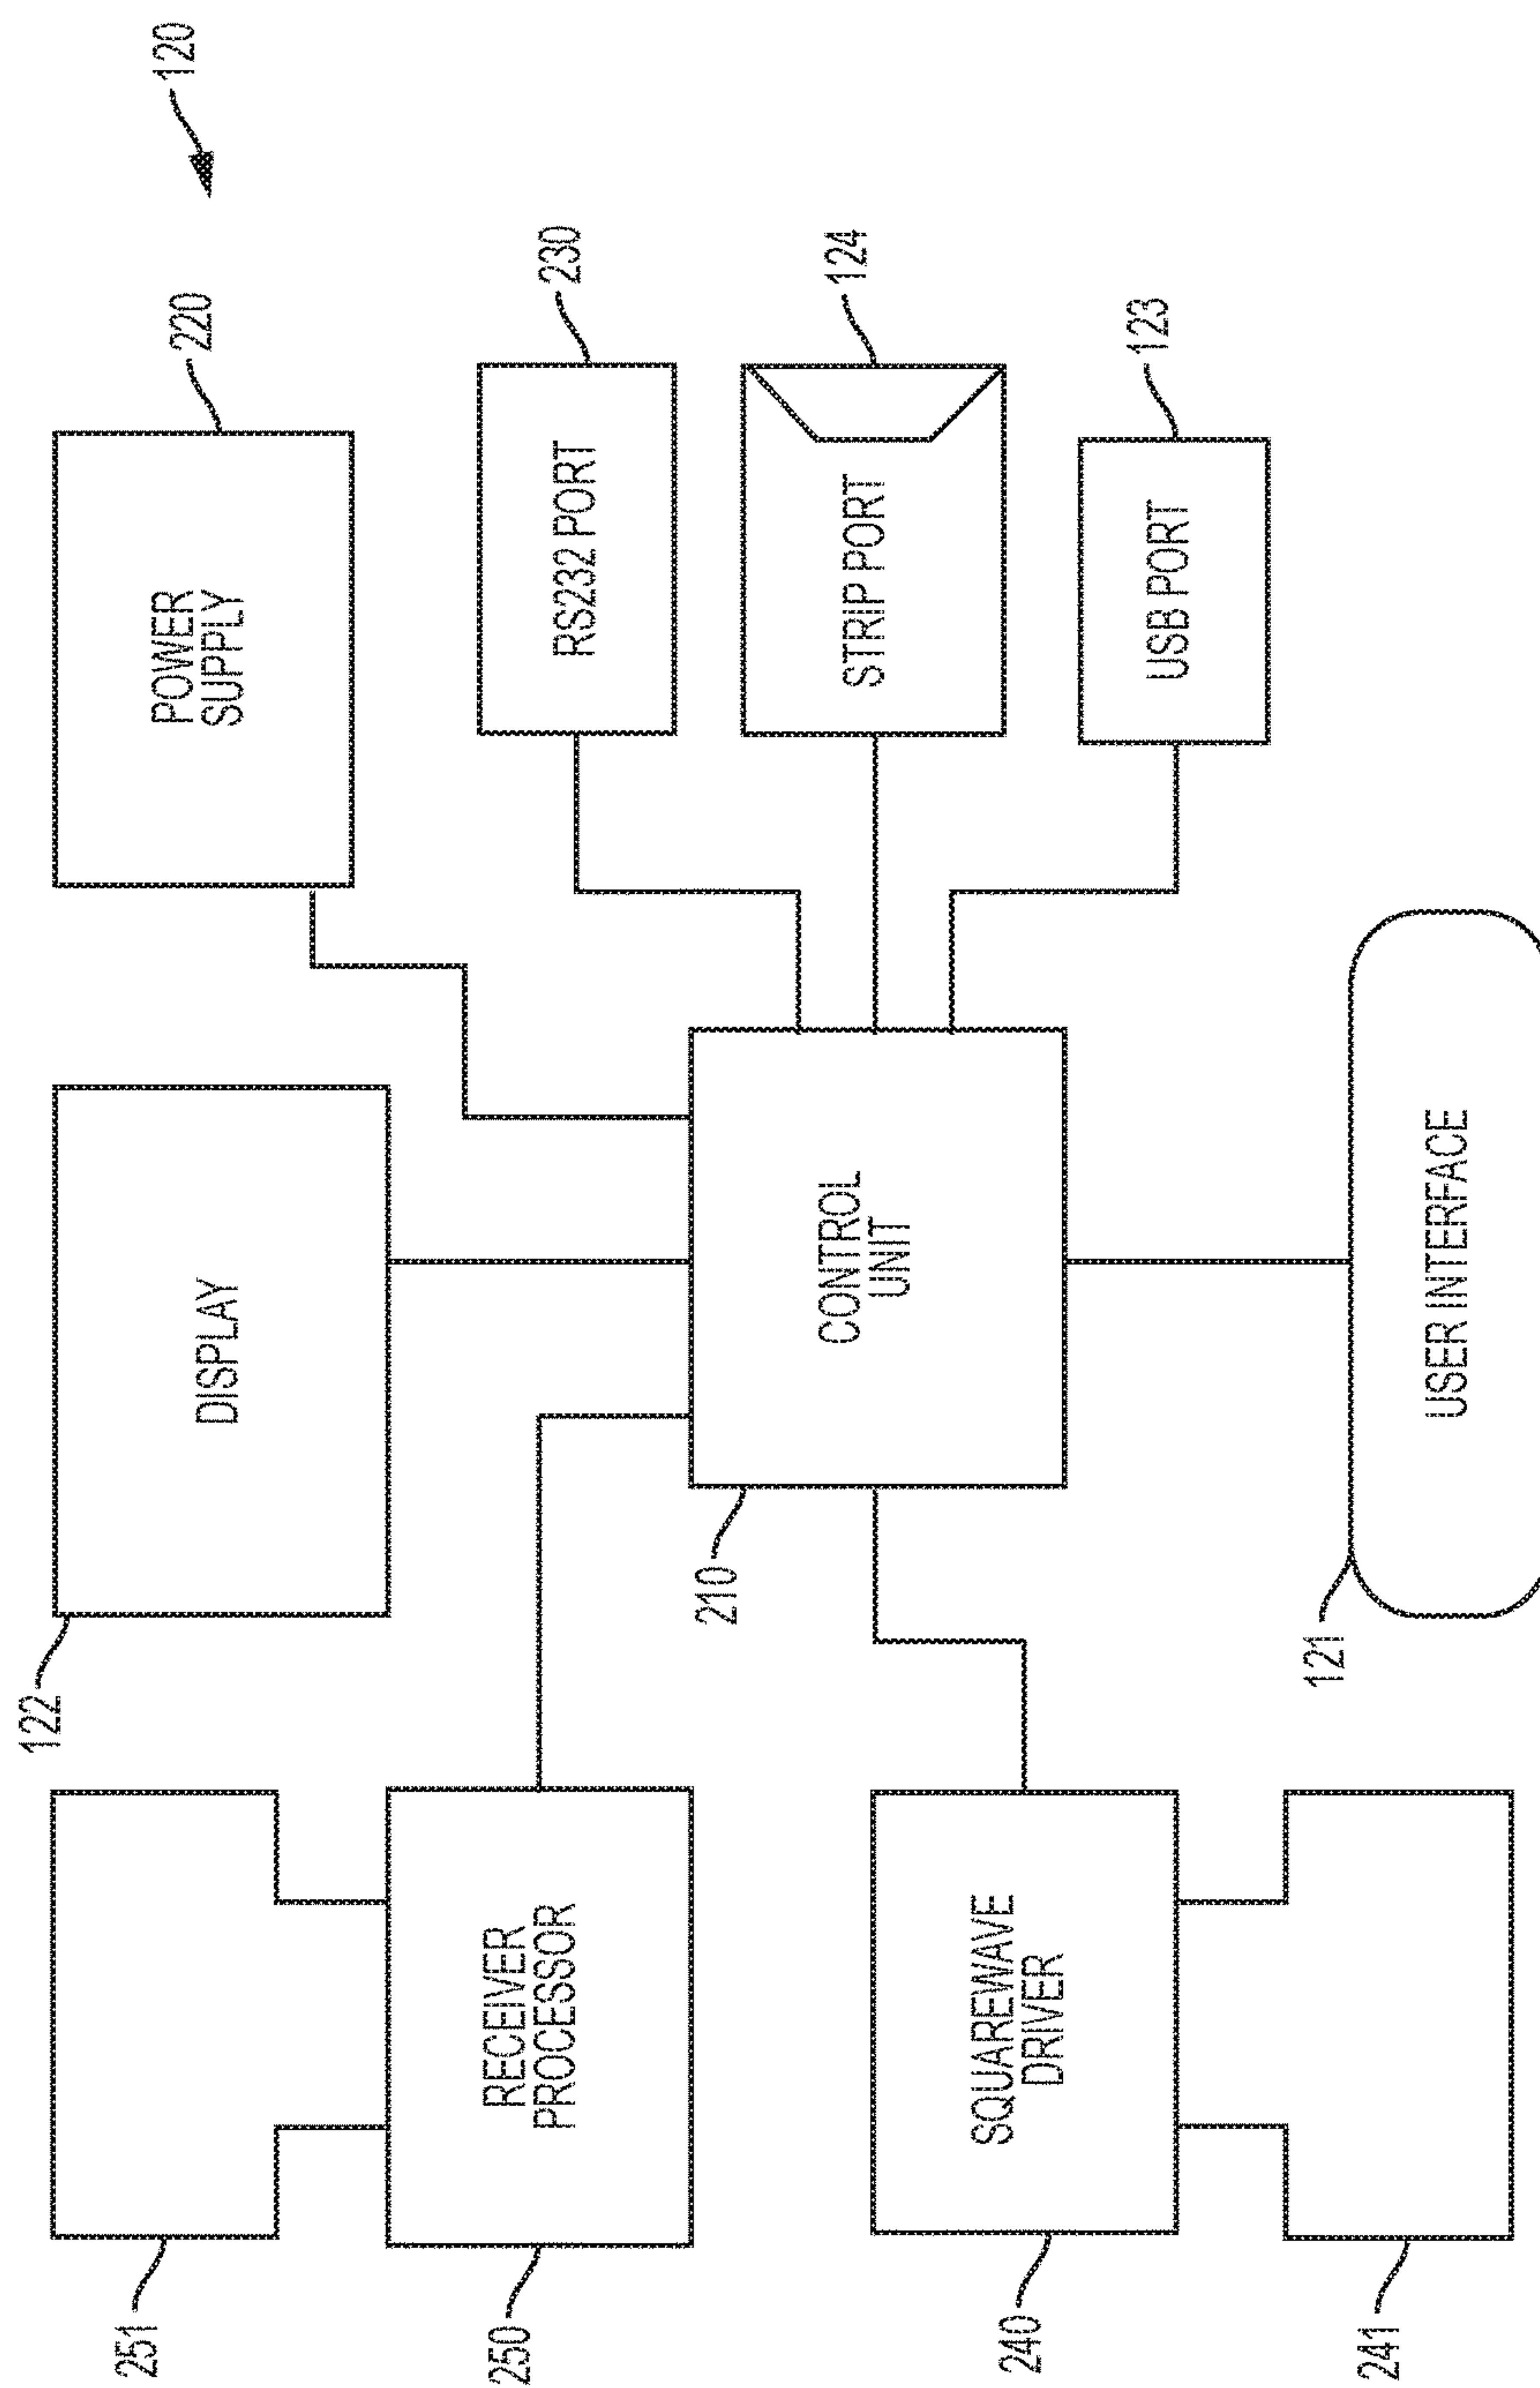 120
220
POWER
SUPPLY
230
RS232 PORT
124
STRIP PORT
123
USB PORT
122
DISPLAY
210
CONTROL
UNIT
121
USER INTERFACE
251
250
RECEIVER
PROCESSOR
240
SQUAREWAVE
DRIVER
241